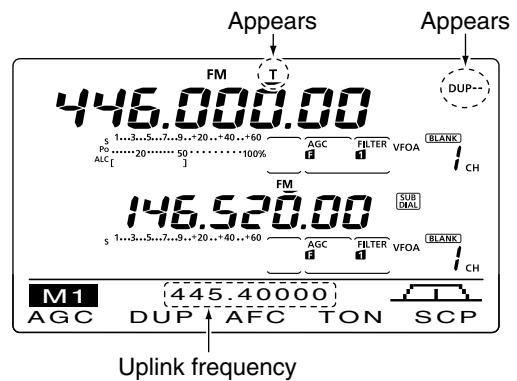 Appears Appears
FM T
446.000.00 DUP--
S 1...3...5...7...9..+20..+40..+60
Po ......20....... 50 ..........100%
ALC [ ]
AGC FILTER VFOA BLANK
F 1 1 CH
FM
146.520.00 SUB DIAL
S 1...3...5...7...9..+20..+40..+60
AGC FILTER VFOA BLANK
F 1 1 CH
M1 445.40000
AGC DUP AFC TON SCP
Uplink frequency